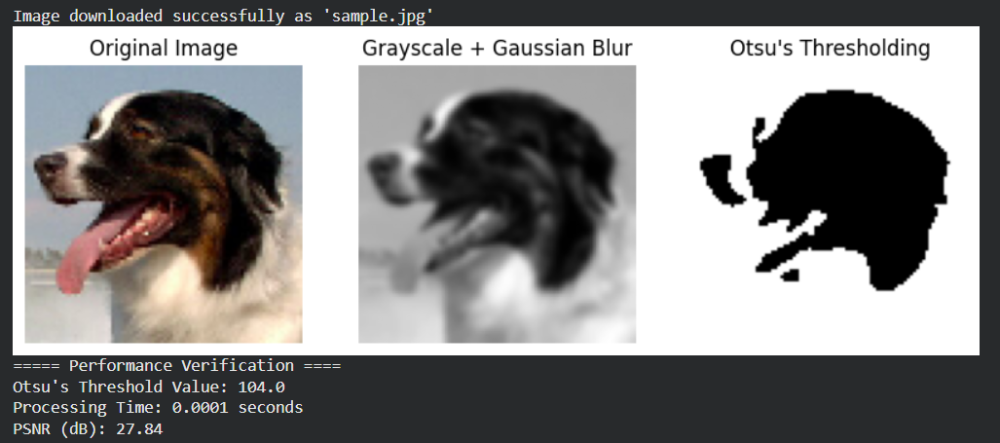 Image downloaded successfully as 'sample.jpg'
Original Image
Grayscale + Gaussian Blur
Otsu's Thresholding
===== Performance Verification ====
Otsu's Threshold Value: 104.0
Processing Time: 0.0001 seconds
PSNR (dB): 27.84